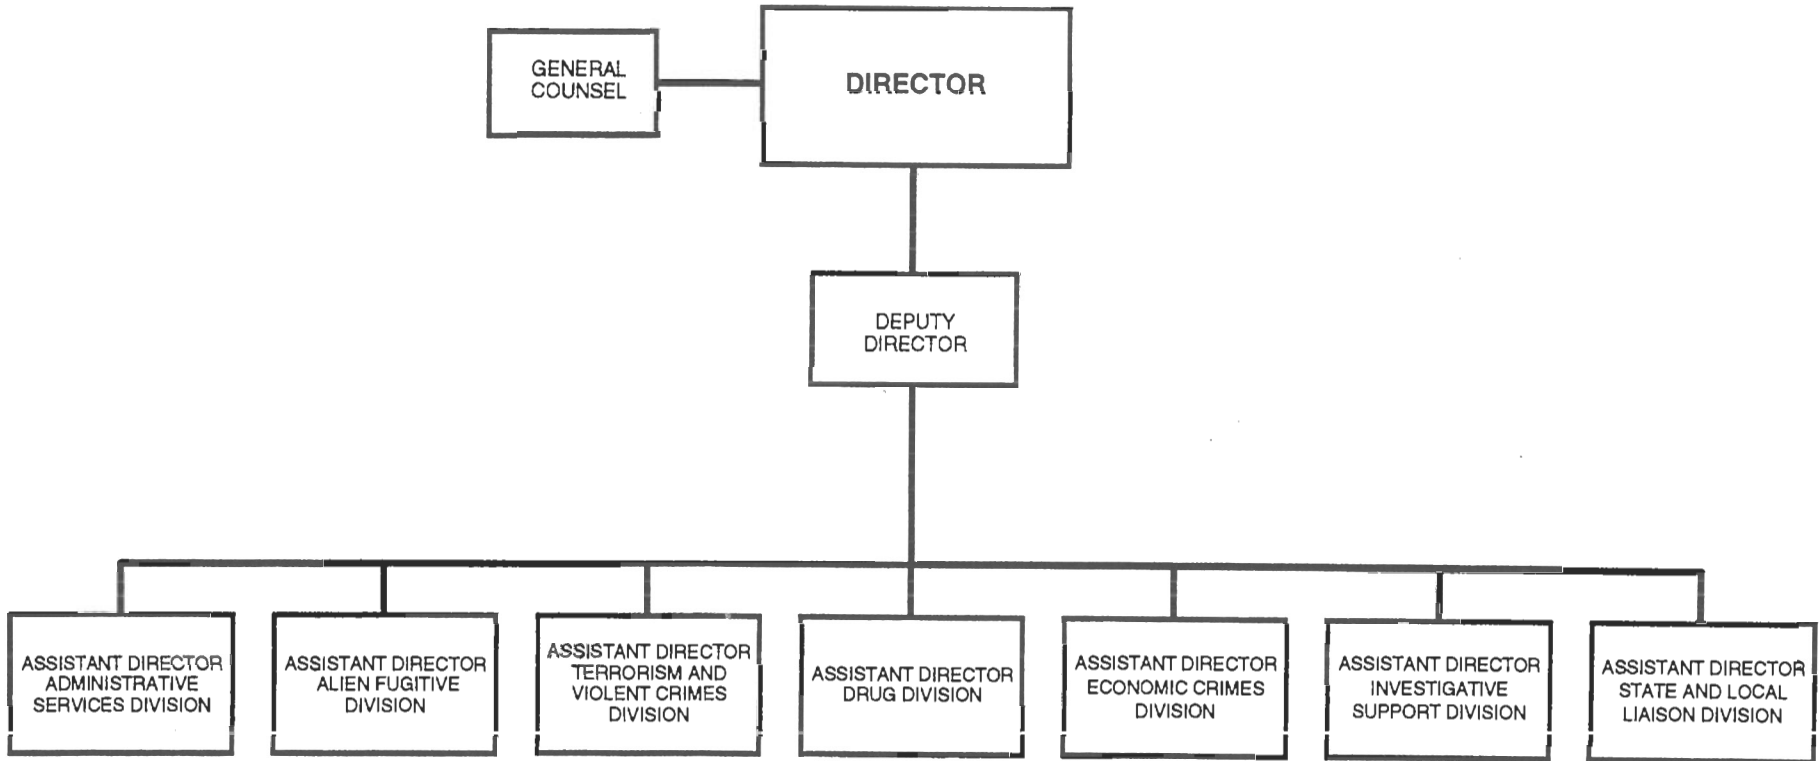 GENERAL
COUNSEL
DIRECTOR
DEPUTY
DIRECTOR
ASSISTANT DIRECTOR
ADMINISTRATIVE
SERVICES DIVISION
ASSISTANT DIRECTOR
ALIEN FUGITIVE
DIVISION
ASSISTANT DIRECTOR
TERRORISM AND
VIOLENT CRIMES
DIVISION
ASSISTANT DIRECTOR
DRUG DIVISION
ASSISTANT DIRECTOR
ECONOMIC CRIMES
DIVISION
ASSISTANT DIRECTOR
INVESTIGATIVE
SUPPORT DIVISION
ASSISTANT DIRECTOR
STATE AND LOCAL
LIAISON DIVISION